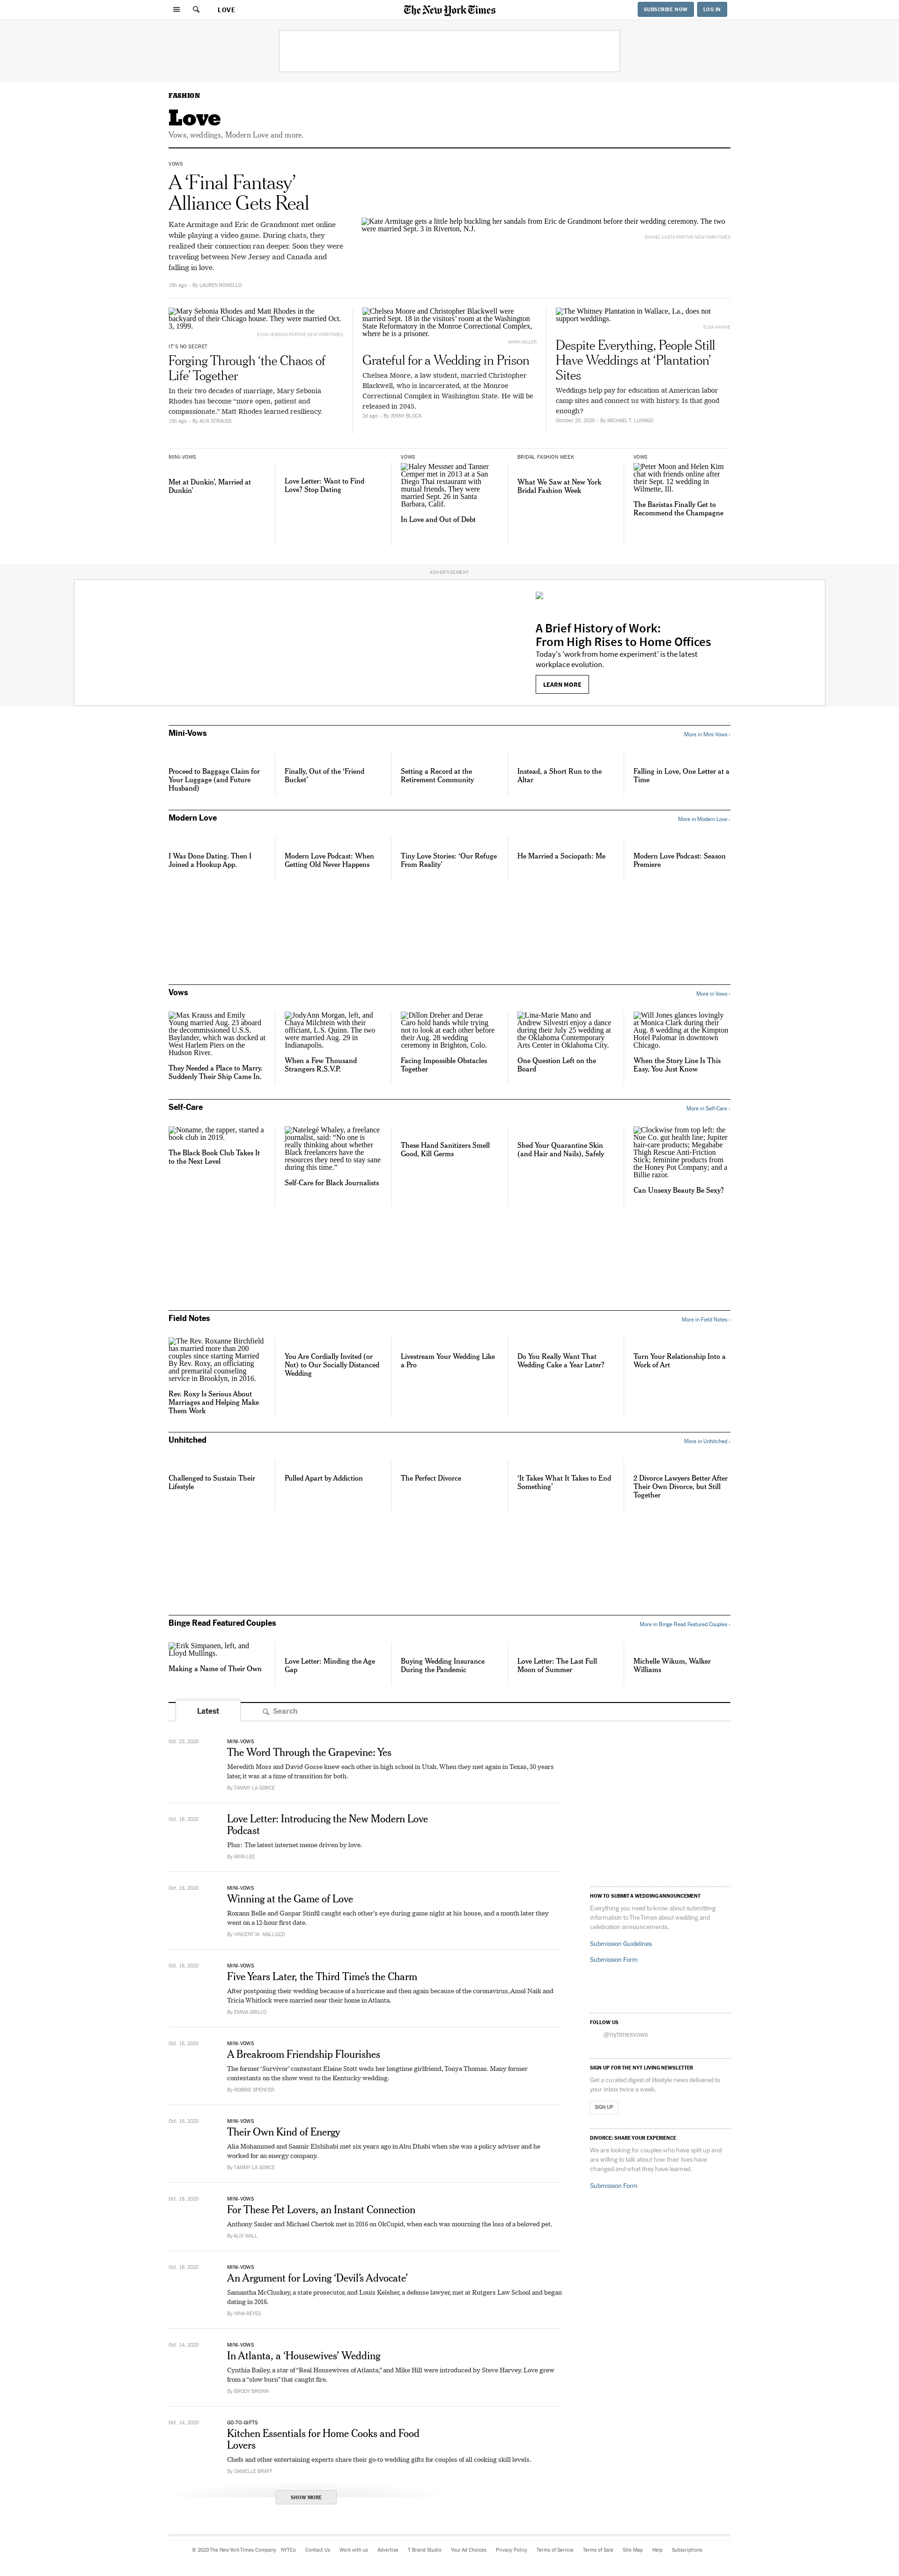 LOVE
The New York Times
SUBSCRIBE NOW
LOG IN
FASHION
Love
Vows, weddings, Modern Love and more.
VOWS
A ‘Final Fantasy’
Alliance Gets Real
Kate Armitage and Eric de Grandmont met online
while playing a video game. During chats, they
realized their connection ran deeper. Soon they were
traveling between New Jersey and Canada and
falling in love.
19h ago • By LAUREN ROWELLO
Kate Armitage gets a little help buckling her sandals from Eric de Grandmont before their wedding ceremony. The two
were married Sept. 3 in Riverton, N.J.
DANIEL VASTA FOR THE NEW YORK TIMES
Mary Sebonia Rhodes and Matt Rhodes in the
backyard of their Chicago house. They were married Oct.
3, 1999.
EVAN JENKINS FOR THE NEW YORK TIMES
IT’S NO SECRET
Forging Through ‘the Chaos of
Life’ Together
In their two decades of marriage, Mary Sebonia
Rhodes has become “more open, patient and
compassionate.” Matt Rhodes learned resiliency.
19h ago • By ALIX STRAUSS
Chelsea Moore and Christopher Blackwell were
married Sept. 18 in the visitors’ room at the Washington
State Reformatory in the Monroe Correctional Complex,
where he is a prisoner.
MARK MILLER
Grateful for a Wedding in Prison
Chelsea Moore, a law student, married Christopher
Blackwell, who is incarcerated, at the Monroe
Correctional Complex in Washington State. He will be
released in 2045.
2d ago • By JENNY BLOCK
The Whitney Plantation in Wallace, La., does not
support weddings.
ELSA HAHNE
Despite Everything, People Still
Have Weddings at ‘Plantation’
Sites
Weddings help pay for education at American labor
camp sites and connect us with history. Is that good
enough?
October 20, 2020 • By MICHAEL T. LUONGO
MINI-VOWS
Met at Dunkin’, Married at
Dunkin’
Love Letter: Want to Find
Love? Stop Dating
VOWS
Haley Messner and Tanner
Cemper met in 2013 at a San
Diego Thai restaurant with
mutual friends. They were
married Sept. 26 in Santa
Barbara, Calif.
In Love and Out of Debt
BRIDAL FASHION WEEK
What We Saw at New York
Bridal Fashion Week
VOWS
Peter Moon and Helen Kim
chat with friends online after
their Sept. 12 wedding in
Wilmette, Ill.
The Baristas Finally Get to
Recommend the Champagne
ADVERTISEMENT
A Brief History of Work:
From High Rises to Home Offices
Today's 'work from home experiment' is the latest
workplace evolution.
LEARN MORE
Mini-Vows
More in Mini-Vows ›
Proceed to Baggage Claim for
Your Luggage (and Future
Husband)
Finally, Out of the ‘Friend
Bucket’
Setting a Record at the
Retirement Community
Instead, a Short Run to the
Altar
Falling in Love, One Letter at a
Time
Modern Love
More in Modern Love ›
I Was Done Dating. Then I
Joined a Hookup App.
Modern Love Podcast: When
Getting Old Never Happens
Tiny Love Stories: ‘Our Refuge
From Reality’
He Married a Sociopath: Me
Modern Love Podcast: Season
Premiere
Vows
More in Vows ›
Max Krauss and Emily
Young married Aug. 23 aboard
the decommissioned U.S.S.
Baylander, which was docked at
West Harlem Piers on the
Hudson River.
They Needed a Place to Marry.
Suddenly Their Ship Came In.
JodyAnn Morgan, left, and
Chaya Milchtein with their
officiant, L.S. Quinn. The two
were married Aug. 29 in
Indianapolis.
When a Few Thousand
Strangers R.S.V.P.
Dillon Dreher and Derae
Caro hold hands while trying
not to look at each other before
their Aug. 28 wedding
ceremony in Brighton, Colo.
Facing Impossible Obstacles
Together
Lina-Marie Mano and
Andrew Silvestri enjoy a dance
during their July 25 wedding at
the Oklahoma Contemporary
Arts Center in Oklahoma City.
One Question Left on the
Board
Will Jones glances lovingly
at Monica Clark during their
Aug. 8 wedding at the Kimpton
Hotel Palomar in downtown
Chicago.
When the Story Line Is This
Easy, You Just Know
Self-Care
More in Self-Care ›
Noname, the rapper, started a
book club in 2019.
The Black Book Club Takes It
to the Next Level
Natelegé Whaley, a freelance
journalist, said: “No one is
really thinking about whether
Black freelancers have the
resources they need to stay sane
during this time.”
Self-Care for Black Journalists
These Hand Sanitizers Smell
Good, Kill Germs
Shed Your Quarantine Skin
(and Hair and Nails), Safely
Clockwise from top left: the
Nue Co. gut health line; Jupiter
hair-care products; Megababe
Thigh Rescue Anti-Friction
Stick; feminine products from
the Honey Pot Company; and a
Billie razor.
Can Unsexy Beauty Be Sexy?
Field Notes
More in Field Notes ›
The Rev. Roxanne Birchfield
has married more than 200
couples since starting Married
By Rev. Roxy, an officiating
and premarital counseling
service in Brooklyn, in 2016.
Rev. Roxy Is Serious About
Marriages and Helping Make
Them Work
You Are Cordially Invited (or
Not) to Our Socially Distanced
Wedding
Livestream Your Wedding Like
a Pro
Do You Really Want That
Wedding Cake a Year Later?
Turn Your Relationship Into a
Work of Art
Unhitched
More in Unhitched ›
Challenged to Sustain Their
Lifestyle
Pulled Apart by Addiction
The Perfect Divorce
‘It Takes What It Takes to End
Something’
2 Divorce Lawyers Better After
Their Own Divorce, but Still
Together
Binge Read Featured Couples
More in Binge Read Featured Couples ›
Erik Simpanen, left, and
Lloyd Mullings.
Making a Name of Their Own
Love Letter: Minding the Age
Gap
Buying Wedding Insurance
During the Pandemic
Love Letter: The Last Full
Moon of Summer
Michelle Wikum, Walker
Williams
Latest
Search
Oct. 23, 2020
MINI-VOWS
The Word Through the Grapevine: Yes
Meredith Moss and David Gosse knew each other in high school in Utah. When they met again in Texas, 30 years
later, it was at a time of transition for both.
By TAMMY LA GORCE
Oct. 16, 2020
Love Letter: Introducing the New Modern Love
Podcast
Plus: The latest internet meme driven by love.
By MIYA LEE
Oct. 16, 2020
MINI-VOWS
Winning at the Game of Love
Roxann Belle and Gaspar Stinfil caught each other’s eye during game night at his house, and a month later they
went on a 12-hour first date.
By VINCENT M. MALLOZZI
Oct. 16, 2020
MINI-VOWS
Five Years Later, the Third Time’s the Charm
After postponing their wedding because of a hurricane and then again because of the coronavirus, Amol Naik and
Tricia Whitlock were married near their home in Atlanta.
By EMMA GRILLO
Oct. 16, 2020
MINI-VOWS
A Breakroom Friendship Flourishes
The former ‘Survivor’ contestant Elaine Stott weds her longtime girlfriend, Tonya Thomas. Many former
contestants on the show went to the Kentucky wedding.
By ROBBIE SPENCER
Oct. 16, 2020
MINI-VOWS
Their Own Kind of Energy
Alia Mohammed and Saamir Elshihabi met six years ago in Abu Dhabi when she was a policy adviser and he
worked for an energy company.
By TAMMY LA GORCE
Oct. 16, 2020
MINI-VOWS
For These Pet Lovers, an Instant Connection
Anthony Sauler and Michael Chertok met in 2016 on OkCupid, when each was mourning the loss of a beloved pet.
By ALIX WALL
Oct. 16, 2020
MINI-VOWS
An Argument for Loving ‘Devil’s Advocate’
Samantha McCluskey, a state prosecutor, and Louis Keleher, a defense lawyer, met at Rutgers Law School and began
dating in 2016.
By NINA REYES
Oct. 14, 2020
MINI-VOWS
In Atlanta, a ‘Housewives’ Wedding
Cynthia Bailey, a star of “Real Housewives of Atlanta,” and Mike Hill were introduced by Steve Harvey. Love grew
from a “slow burn” that caught fire.
By BRODY BROWN
Oct. 14, 2020
GO-TO-GIFTS
Kitchen Essentials for Home Cooks and Food
Lovers
Chefs and other entertaining experts share their go-to wedding gifts for couples of all cooking skill levels.
By DANIELLE BRAFF
SHOW MORE
HOW TO SUBMIT A WEDDING ANNOUNCEMENT
Everything you need to know about submitting
information to The Times about wedding and
celebration announcements.
Submission Guidelines
Submission Form
FOLLOW US
@nytimesvows
SIGN UP FOR THE NYT LIVING NEWSLETTER
Get a curated digest of lifestyle news delivered to
your inbox twice a week.
SIGN UP
DIVORCE: SHARE YOUR EXPERIENCE
We are looking for couples who have split up and
are willing to talk about how their lives have
changed and what they have learned.
Submission Form
© 2020 The New York Times Company NYTCo Contact Us Work with us Advertise T Brand Studio Your Ad Choices Privacy Policy Terms of Service Terms of Sale Site Map Help Subscriptions